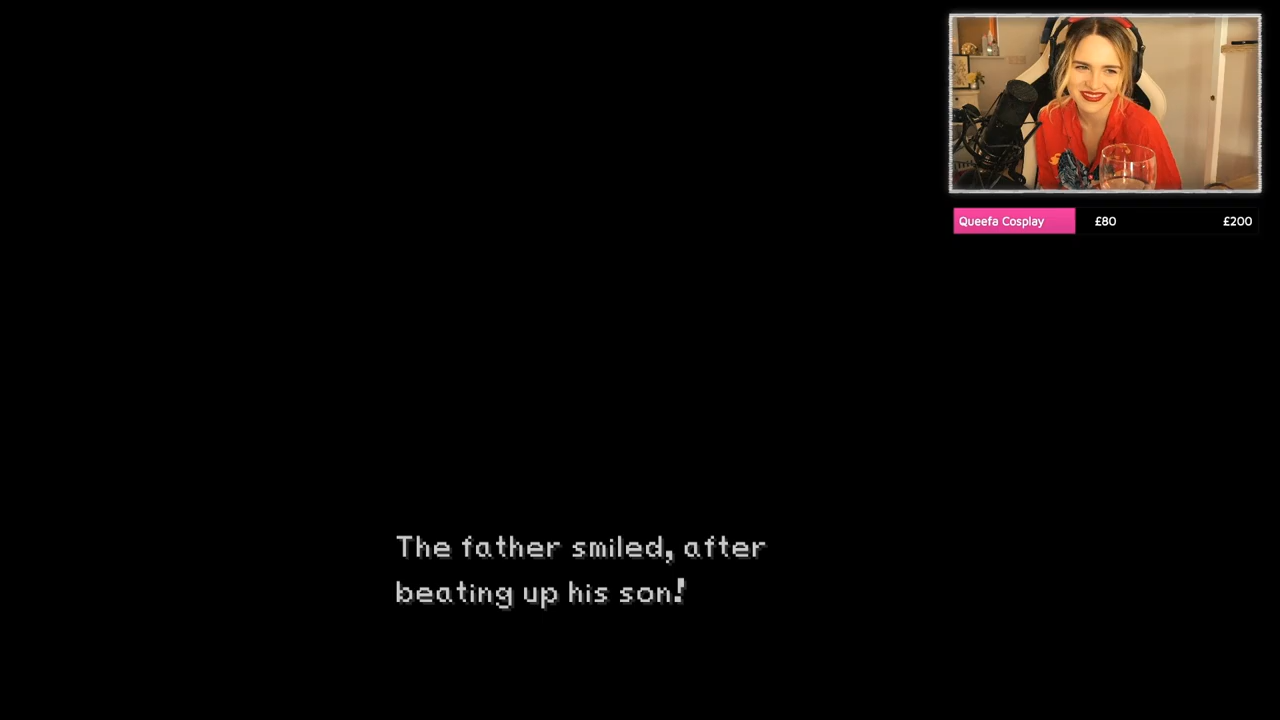 Queefa Cosplay £80 £200
The father smiled, after
beating up his son!